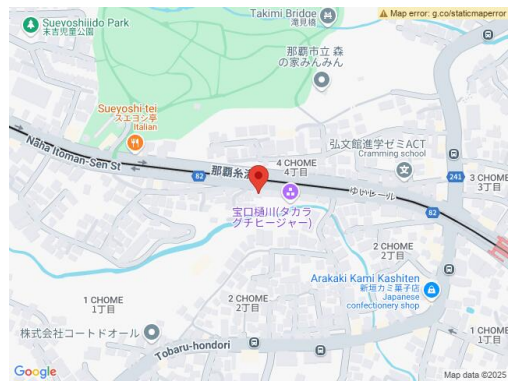 Sueyoshiiido Park
末吉児童公園
Takimi Bridge
滝見橋
Map error: g.co/staticmaperror
那覇市立 森
の家みんみん
Sueyoshi tei
スエヨシ亭
Italian
弘文館進学ゼミACT
Cramming school
Naha Itoman-Sen St
82
那覇糸満
4 CHOME
4丁目
241
3 CHOME
3丁目
ゆいレール
82
宝口樋川(タカラ
グチヒージャー)
2 CHOME
2丁目
Arakaki Kami Kashiten
新垣カミ菓子店
Japanese
confectionery shop
1 CHOME
1丁目
2 CHOME
2丁目
株式会社コートドオール
Tobaru-hondori
1 CHOME
1丁目
Google
Map data ©2025